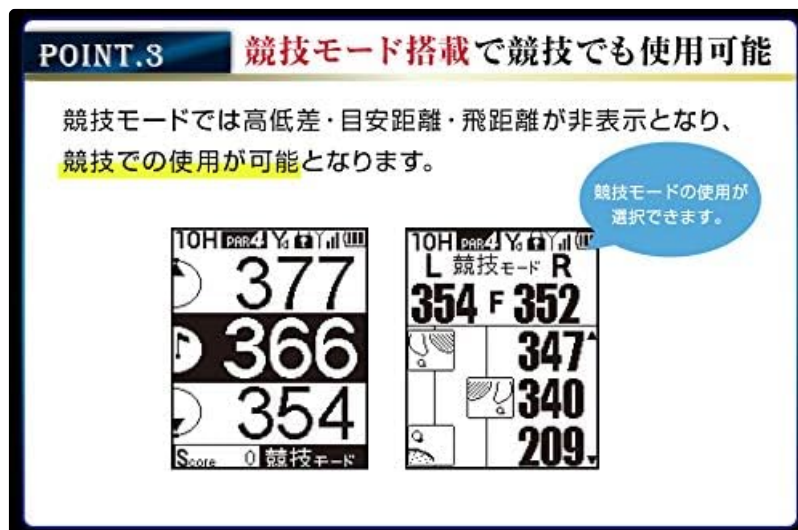 POINT.3 競技モード搭載で競技でも使用可能
競技モードでは高低差・目安距離・飛距離が非表示となり、
競技での使用が可能となります。
競技モードの使用が
選択できます。
10H PAR4
377
366
354
Score 0 競技モード
10H PAR4
L 競技モード R
354 F 352
347
340
209